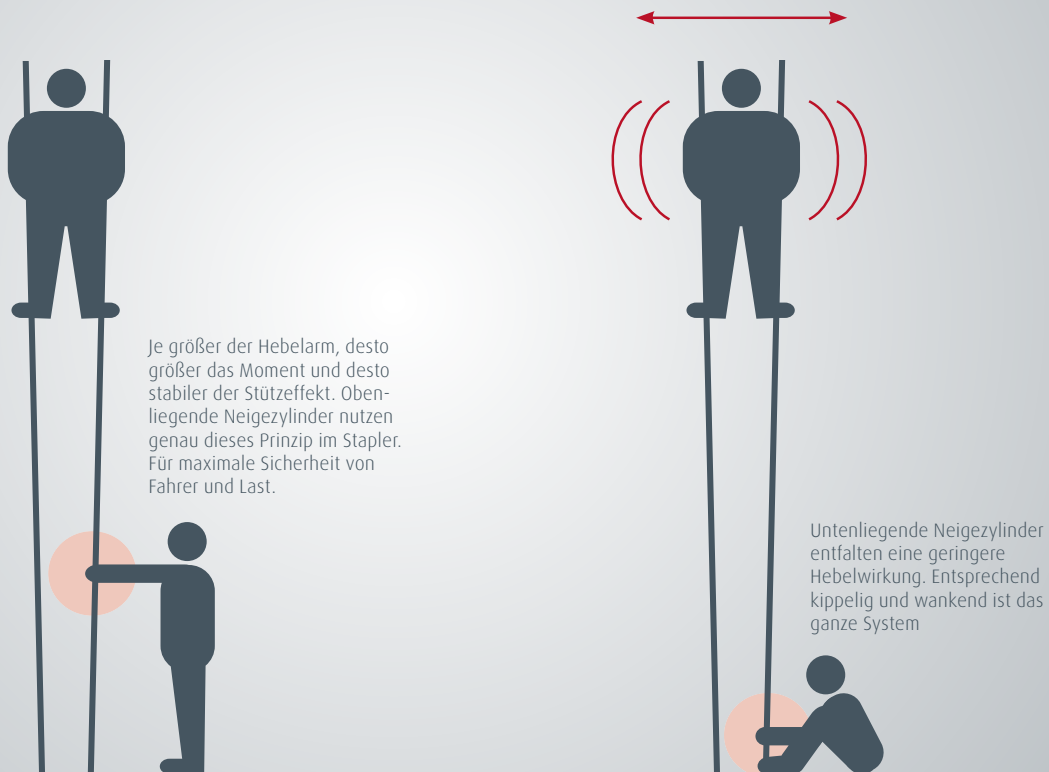 Je größer der Hebelarm, desto
größer das Moment und desto
stabiler der Stützeffekt. Oben-
liegende Neigezylinder nutzen
genau dieses Prinzip im Stapler.
Für maximale Sicherheit von
Fahrer und Last.
Untenliegende Neigezylinder
entfalten eine geringere
Hebelwirkung. Entsprechend
kippelig und wankend ist das
ganze System